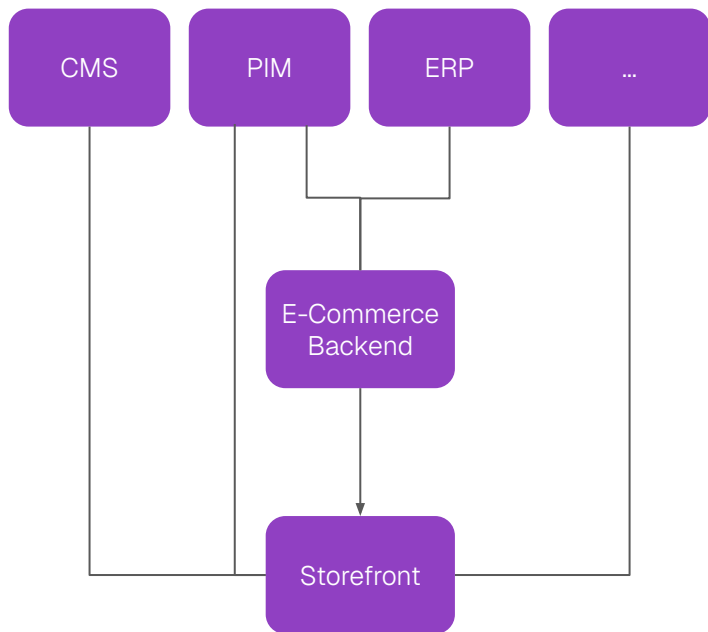 CMS
PIM
ERP
...
E-Commerce
Backend
Storefront